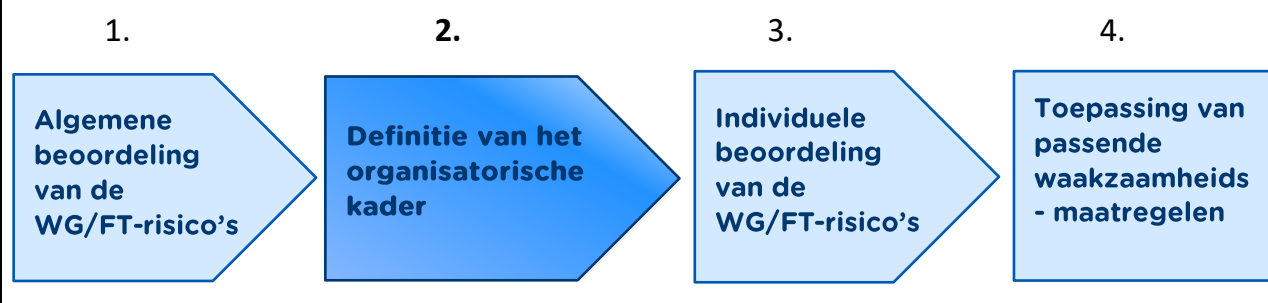 1.
Algemene
beoordeling
van de
WG/FT-risico’s
2.
Definitie van het
organisatorische
kader
3.
Individuele
beoordeling
van de
WG/FT-risico’s
4.
Toepassing van
passende
waakzaamheids
- maatregelen